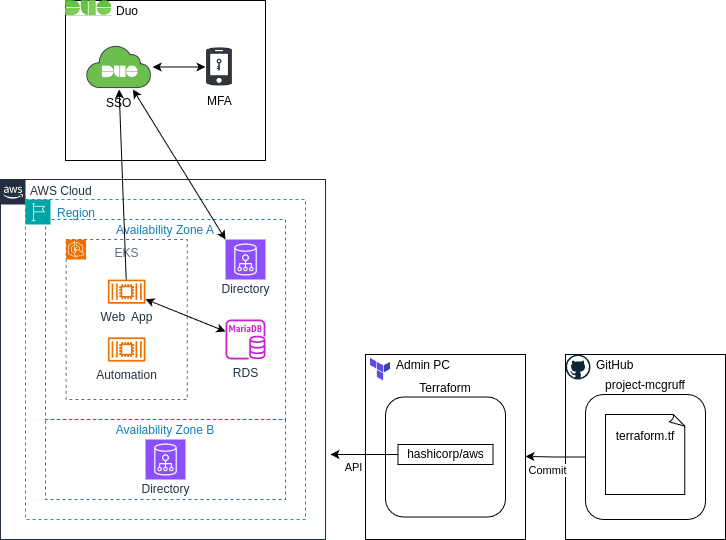 DUO Duo
DUO
SSO
MFA
aws AWS Cloud
Region
Availability Zone A
EKS
Directory
Web App
MariaDB
RDS
Automation
Availability Zone B
Directory
Admin PC
Terraform
hashicorp/aws
API
GitHub
project-mcgruff
terraform.tf
Commit